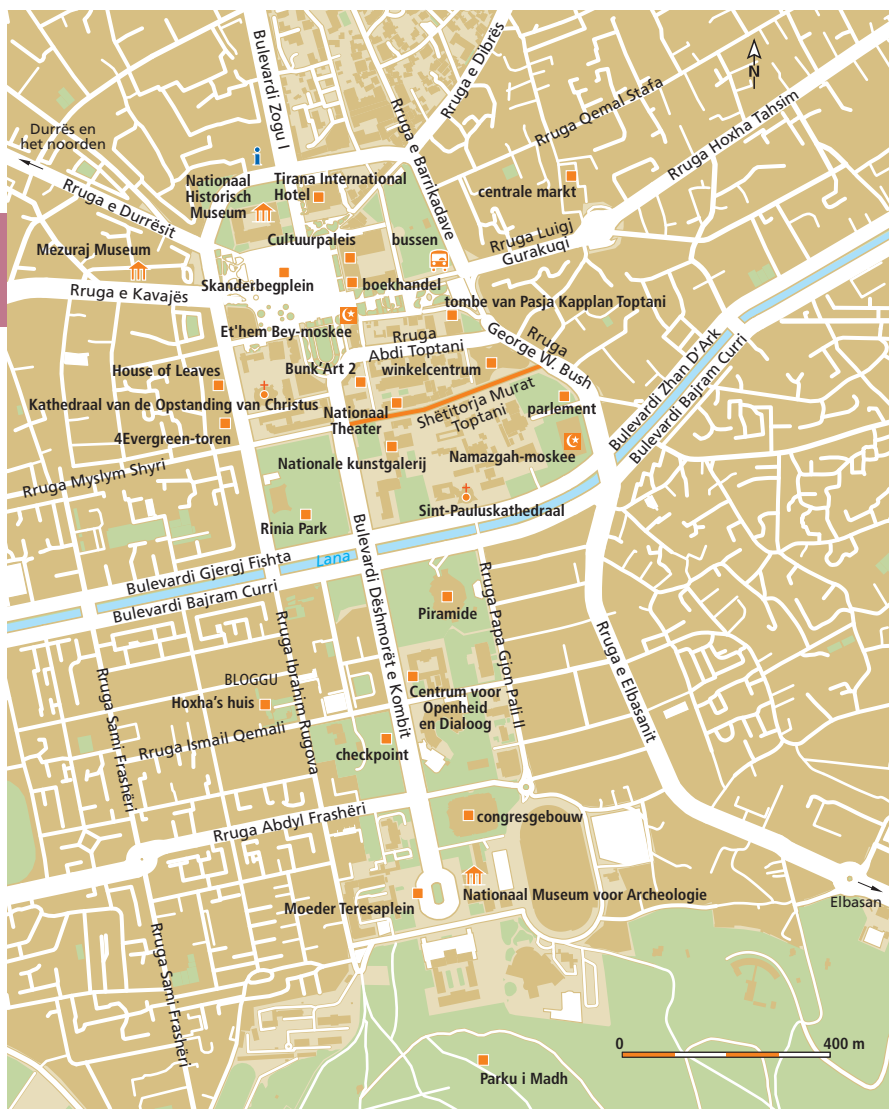 Bulevardi Zogu I
Rruga e Dibrës
N
Rruga Qemal Stafa
Rruga Hoxha Tahsim
Durrës en
het noorden
i
Rruga e Barrikadave
Rruga e Durrësit
Nationaal
Historisch
Museum
Tirana International
Hotel
centrale markt
Rruga Luigj
Gurakuqi
Mezuraj Museum
Cultuurpaleis
bussen
Skanderbegplein
boekhandel
Rruga e Kavajës
tombe van Pasja Kapplan Toptani
Et'hem Bey-moskee
Rruga
Abdi Toptani
Rruga
George W. Bush
House of Leaves
Bunk'Art 2
winkelcentrum
Bulevardi Zhan D'Ark
Bulevardi Bajram Curri
Kathedraal van de Opstanding van Christus
Nationaal
Theater
Shëtitorja Murat
Toptani
parlement
4Evergreen-toren
Nationale kunstgalerij
Namazgah-moskee
Rruga Myslym Shyri
Sint-Pauluskathedraal
Rinia Park
Bulevardi Gjergj Fishta
Lana
Bulevardi Bajram Curri
Bulevardi Dëshmorët e Kombit
Piramide
Rruga Papa Gjon Pali II
Rruga e Elbasanit
Rruga Sami Frashëri
Rruga Ibrahim Rugova
BLOGGU
Hoxha's huis
Centrum voor
Openheid
en Dialoog
Rruga Ismail Qemali
checkpoint
Rruga Abdyl Frashëri
congresgebouw
Nationaal Museum voor Archeologie
Moeder Teresaplein
Elbasan
Rruga Sami Frashëri
0 400 m
Parku i Madh